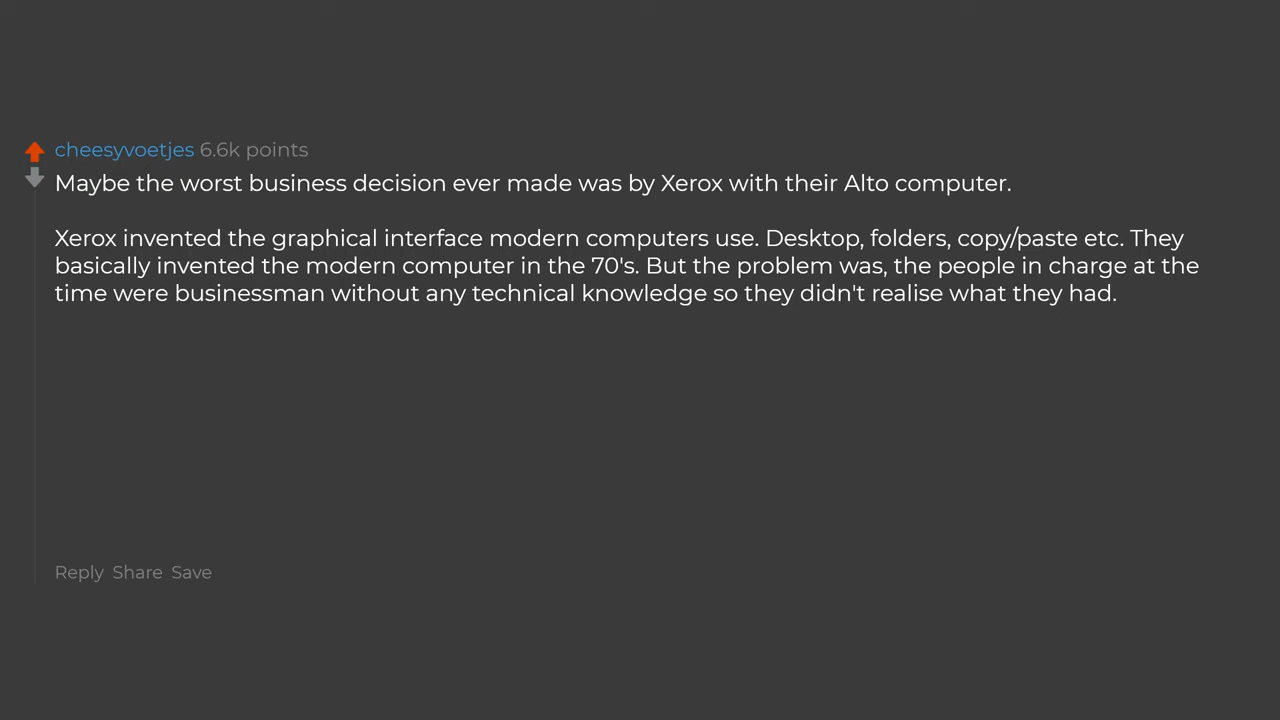 cheesyvoetjes 6.6k points
Maybe the worst business decision ever made was by Xerox with their Alto computer.
Xerox invented the graphical interface modern computers use. Desktop, folders, copy/paste etc. They
basically invented the modern computer in the 70's. But the problem was, the people in charge at the
time were businessman without any technical knowledge so they didn't realise what they had.
Reply Share Save